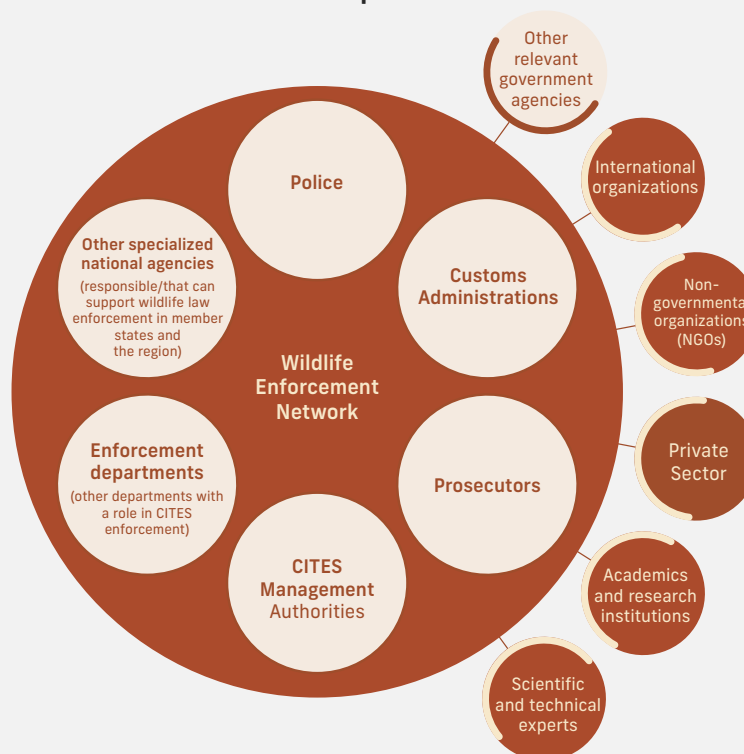 Other
relevant
government
agencies
International
organizations
Non-
governmenta
organizations
(NGOs)
Private
Sector
Academics
and research
institutions
Scientific
and technical
experts
Police
Customs
Administrations
Prosecutors
CITES
Management
Authorities
Enforcement
departments
(other departments with
a role in CITES
enforcement)
Other specialized
national agencies
(responsible/that can
support wildlife law
enforcement in member
states and
the region)
Wildlife
Enforcement
Network